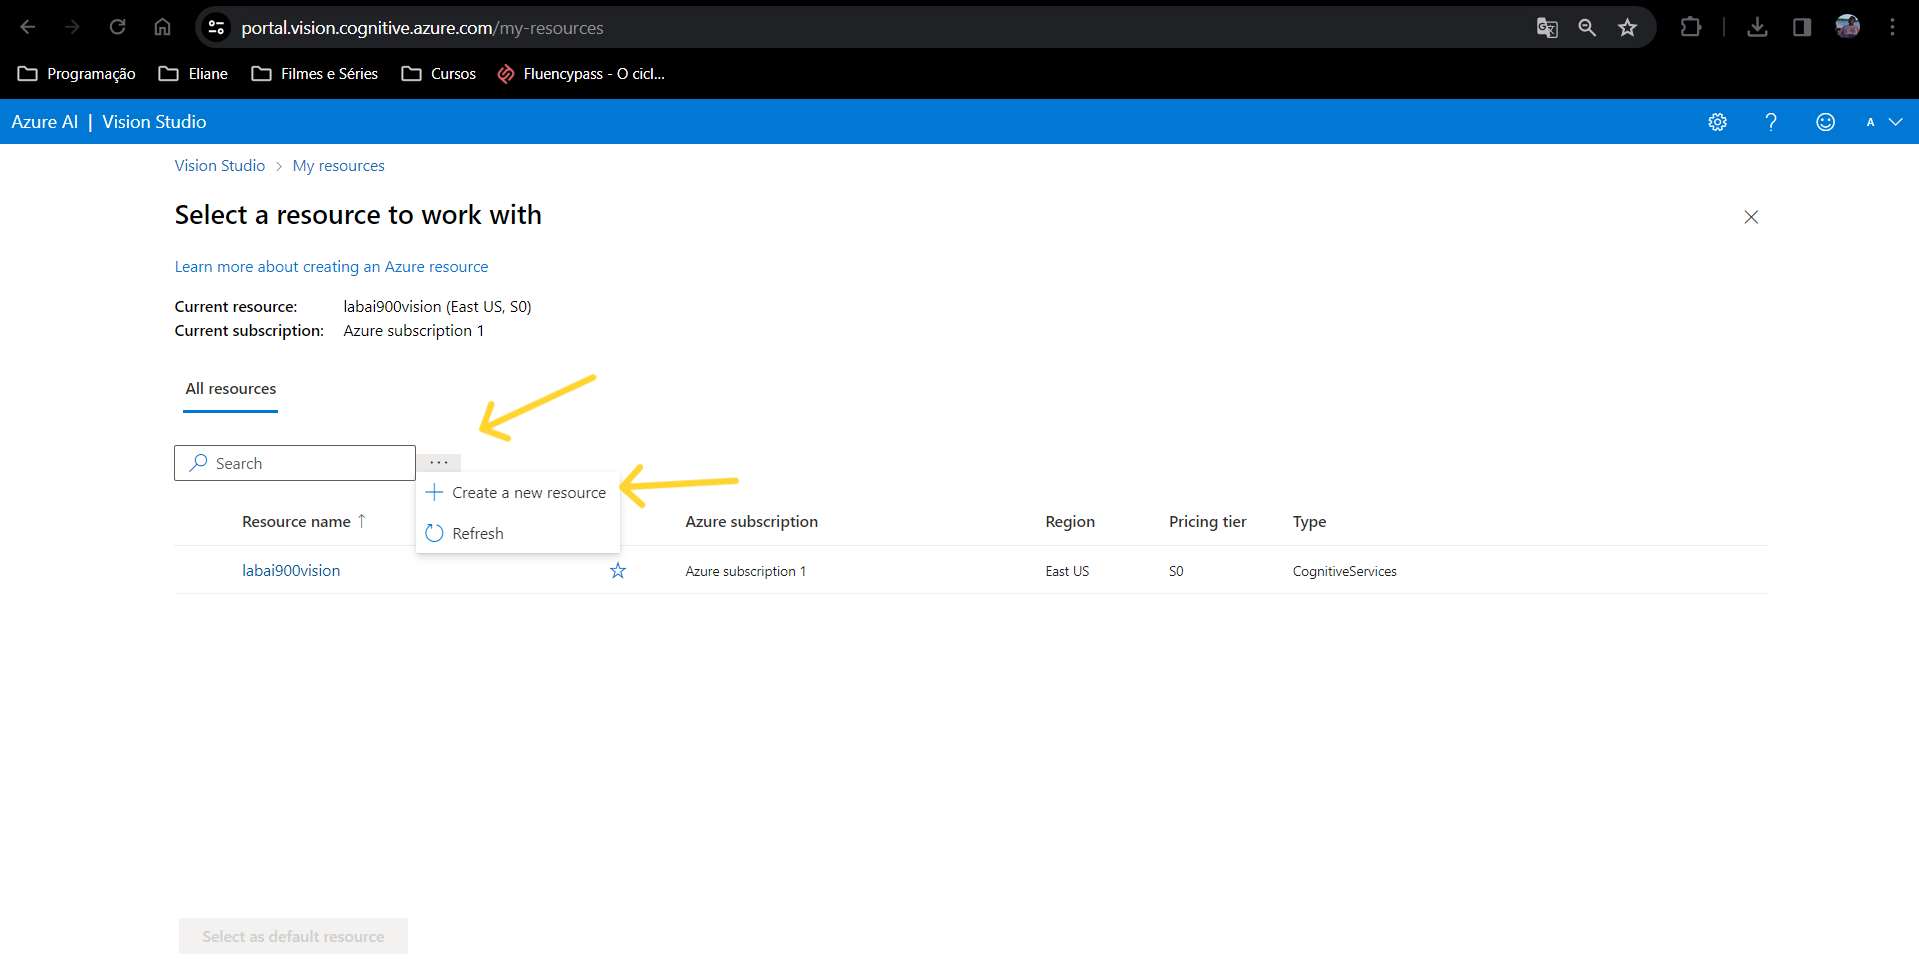 portal.vision.cognitive.azure.com/my-resources
Programação Eliane Filmes e Séries Cursos Fluencypass - O cicl...
Azure AI | Vision Studio ? A
Vision Studio > My resources
Select a resource to work with
Learn more about creating an Azure resource
Current resource: labai900vision (East US, S0)
Current subscription: Azure subscription 1
All resources
Search ...
Create a new resource
Resource name ↑ Azure subscription Region Pricing tier Type
Refresh
labai900vision Azure subscription 1 East US S0 CognitiveServices
Select as default resource